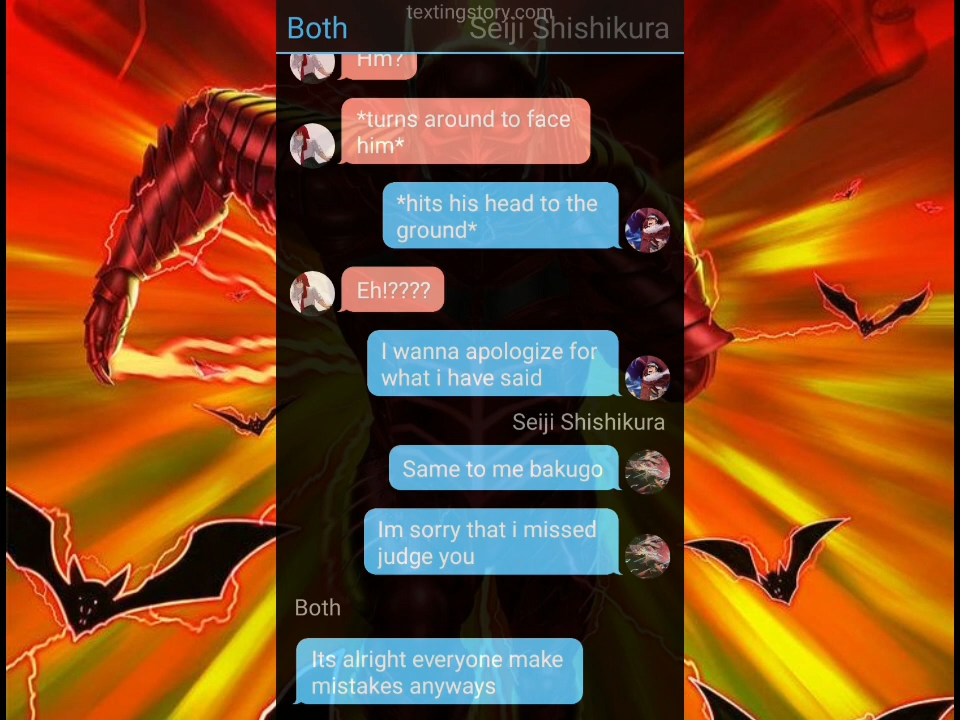 textingstory.com
Both
Seiji Shishikura
Hm?
*turns around to face
him*
*hits his head to the
ground*
Eh!????
I wanna apologize for
what i have said
Seiji Shishikura
Same to me bakugo
Im sorry that i missed
judge you
Both
Its alright everyone make
mistakes anyways